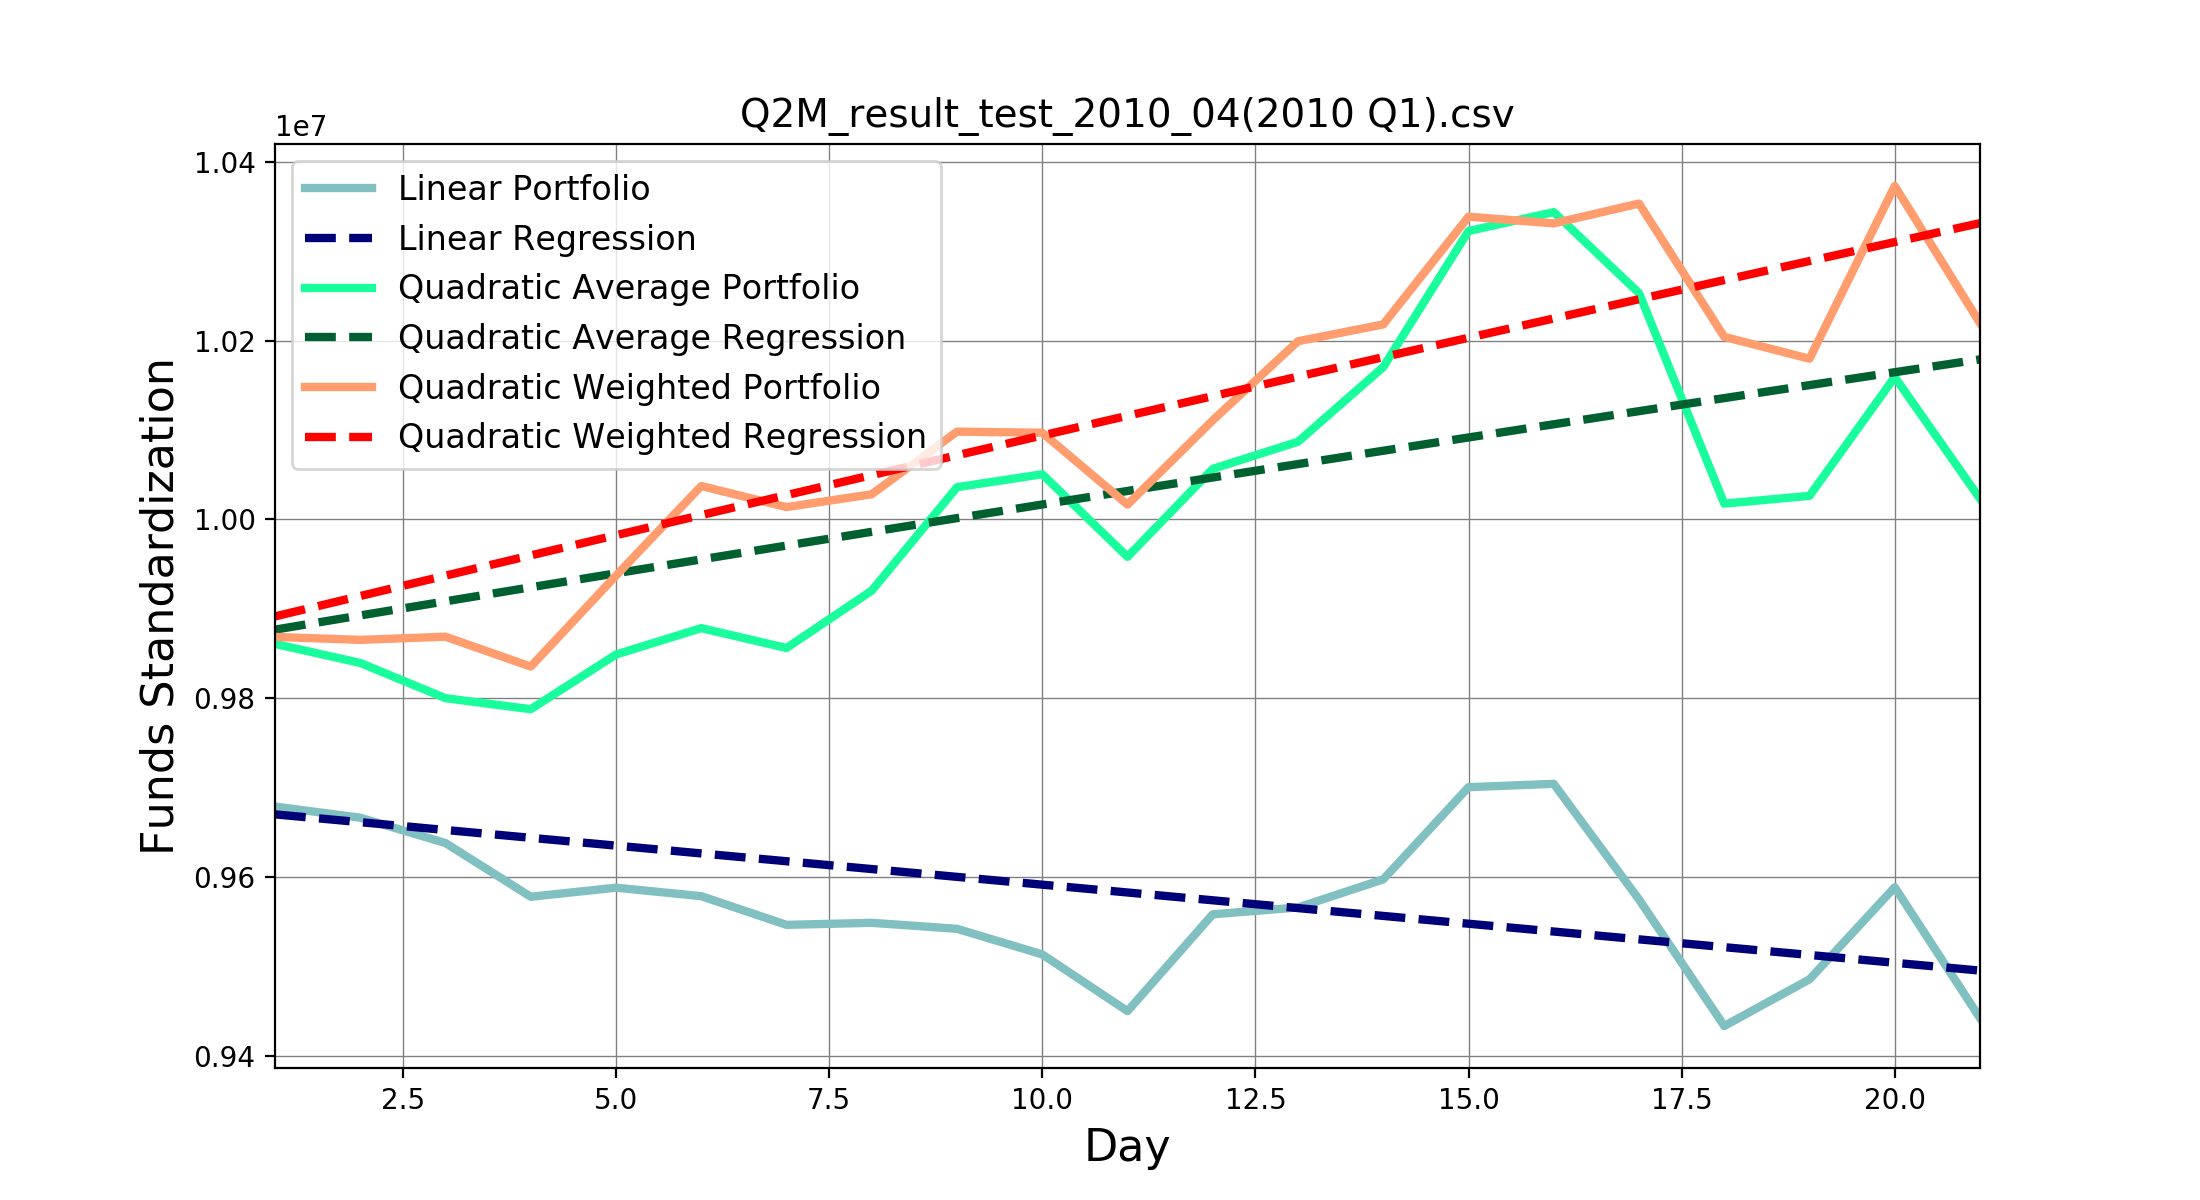 Q2M_result_test_2010_04(2010 Q1).csv
1e7
1.04
1.02
1.00
0.98
0.96
0.94
Funds Standardization
Linear Portfolio
Linear Regression
Quadratic Average Portfolio
Quadratic Average Regression
Quadratic Weighted Portfolio
Quadratic Weighted Regression
2.5 5.0 7.5 10.0 12.5 15.0 17.5 20.0
Day